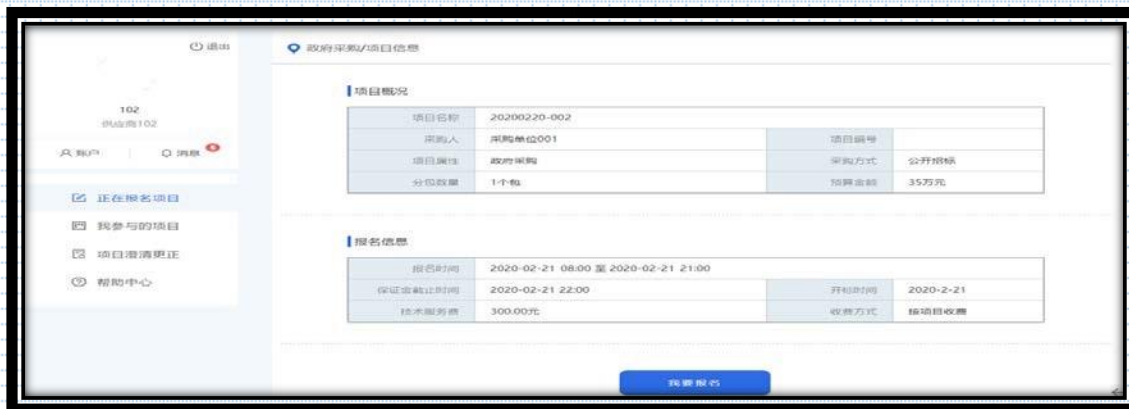 退出
政府采购/项目信息
102
供应商102
账户
消息
正在报名项目
我参与的项目
项目澄清更正
帮助中心
项目概况
项目名称 20200220-002
采购人 采购单位001 项目编号
项目属性 政府采购 采购方式 公开招标
分包数量 1个包 预算金额 35万元
报名信息
报名时间 2020-02-21 08:00 至 2020-02-21 21:00
保证金截止时间 2020-02-21 22:00 开标时间 2020-2-21
技术服务费 300.00元 收费方式 按项目收费
我要报名